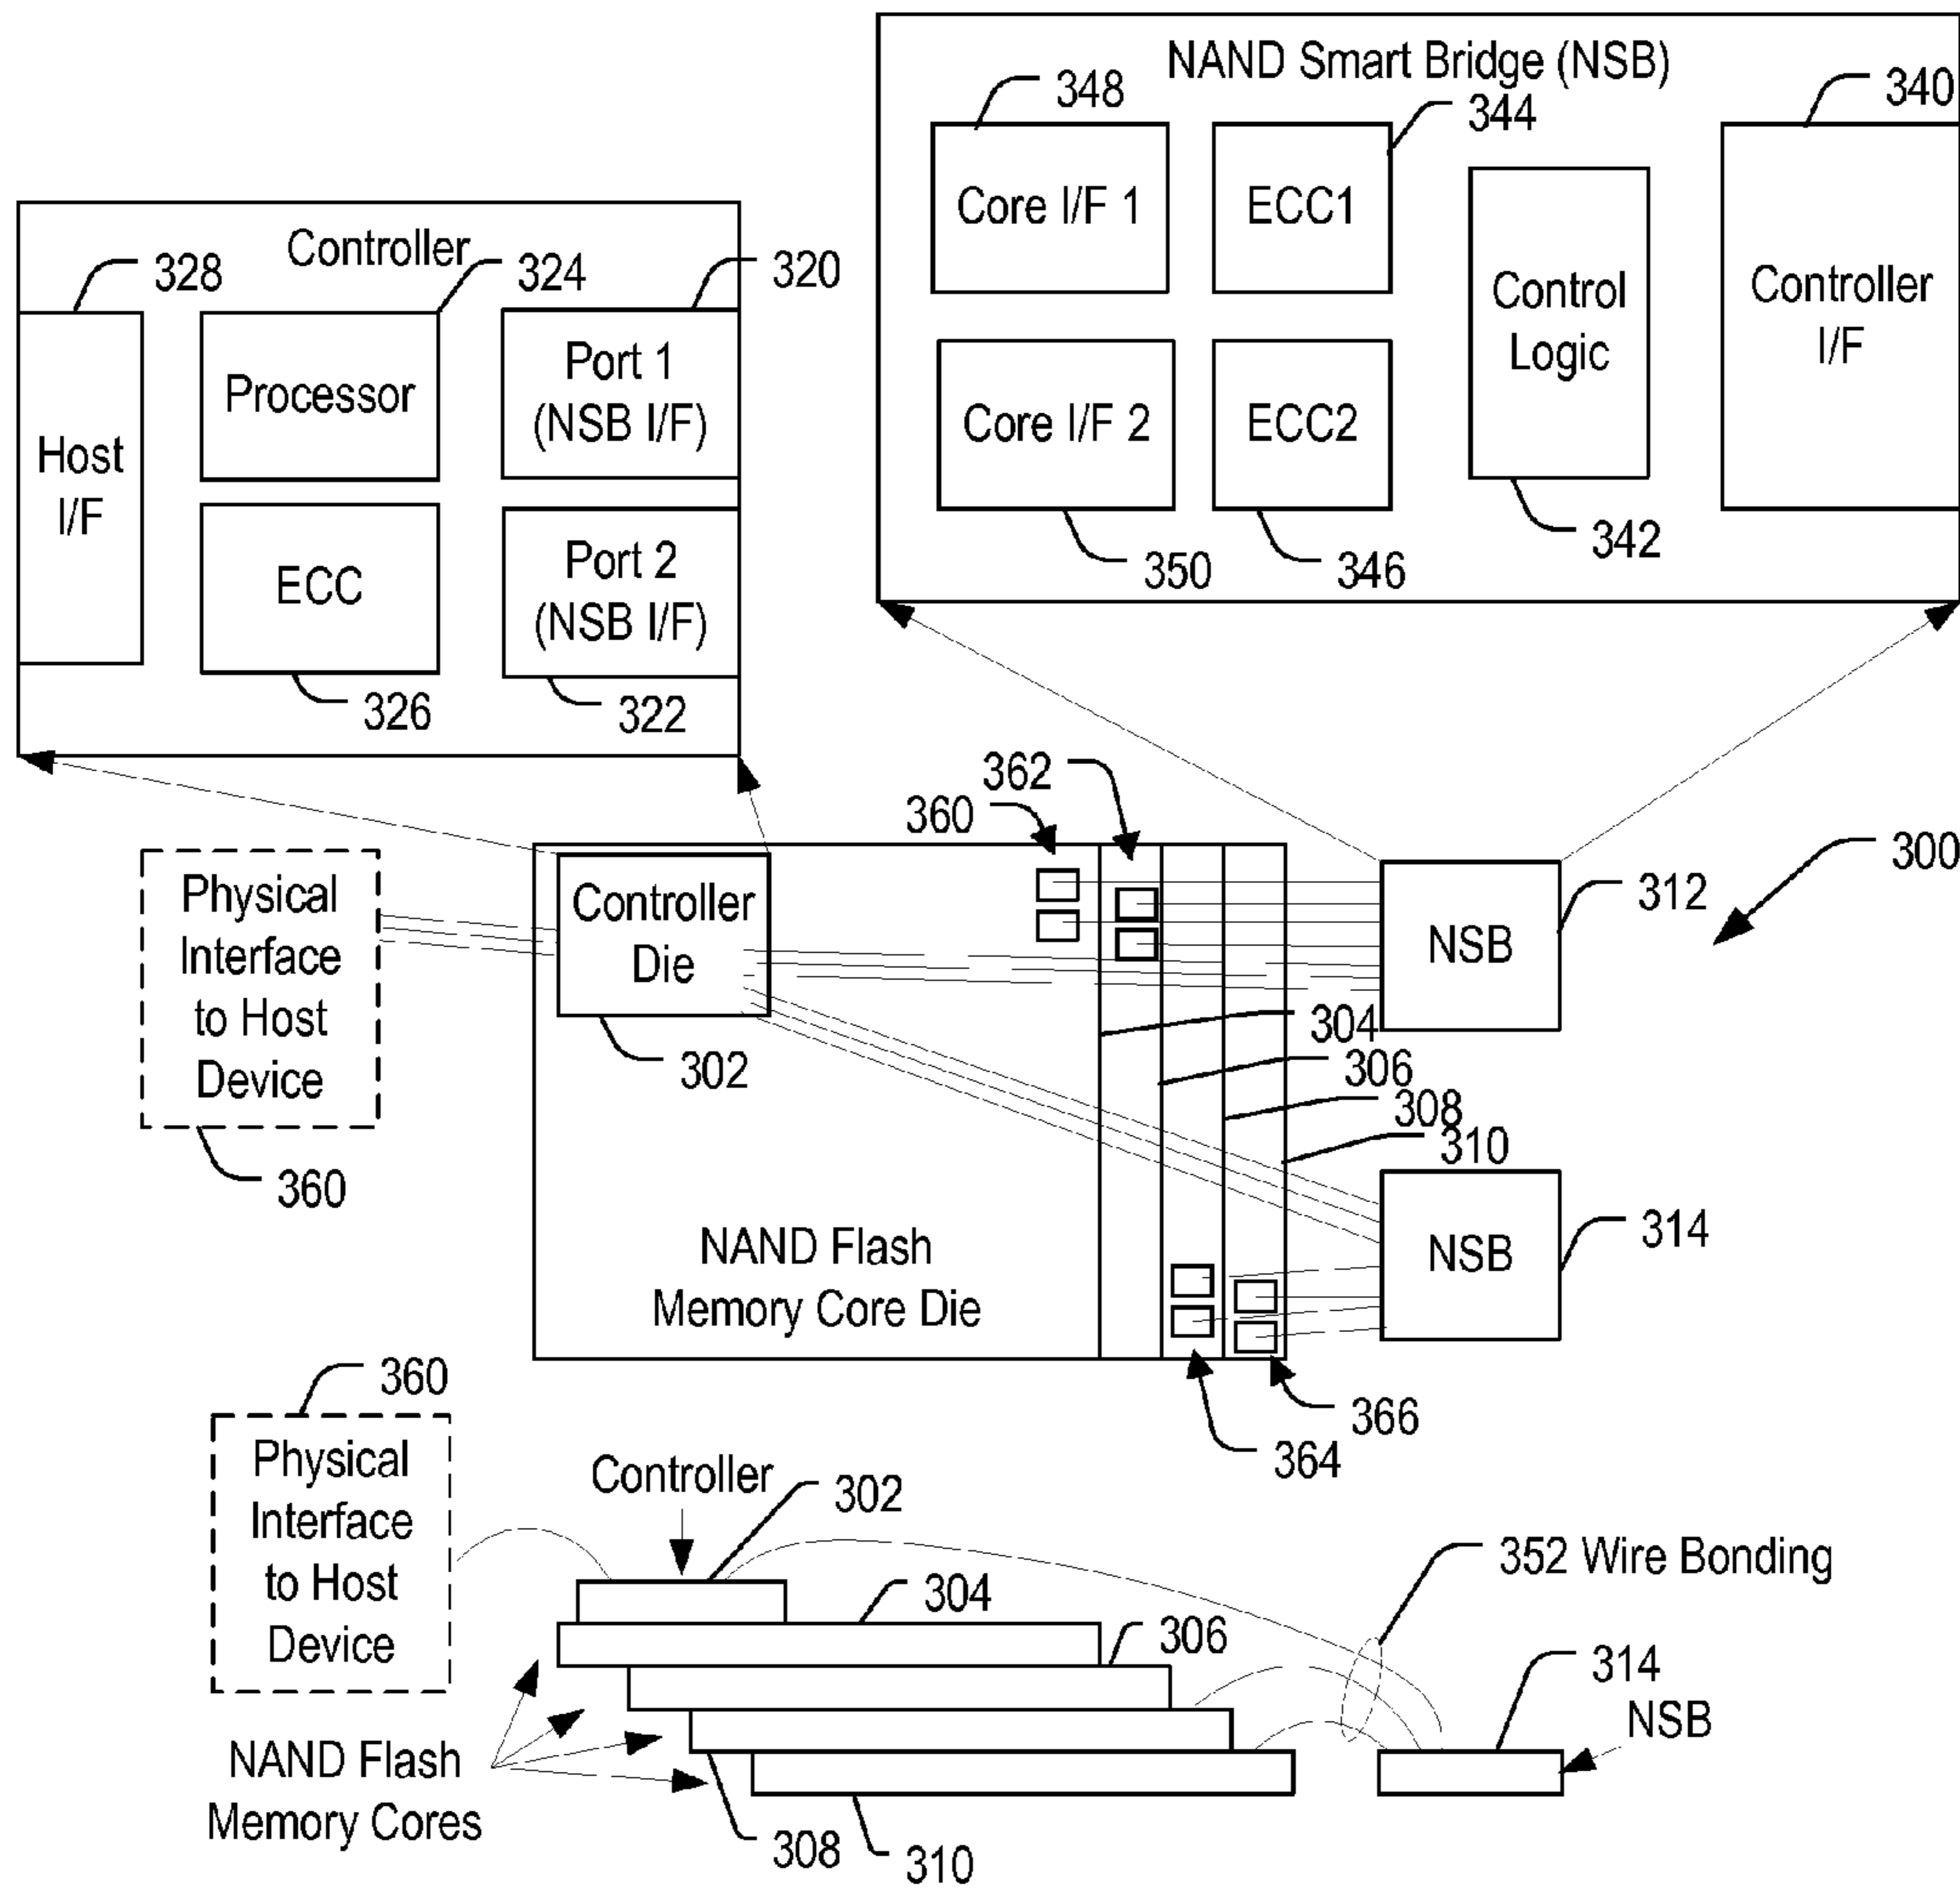 NAND Smart Bridge (NSB)
348
344
340
Core I/F 1
ECC1
Control
Logic
Controller
I/F
Core I/F 2
ECC2
350
346
342
Controller
328
324
320
Host
I/F
Processor
Port 1
(NSB I/F)
ECC
Port 2
(NSB I/F)
326
322
362
360
300
Physical
Interface
to Host
Device
360
Controller
Die
302
NSB
312
304
306
308
310
NAND Flash
Memory Core Die
NSB
314
366
364
360
Physical
Interface
to Host
Device
Controller
302
352 Wire Bonding
304
306
314
NSB
NAND Flash
Memory Cores
308
310